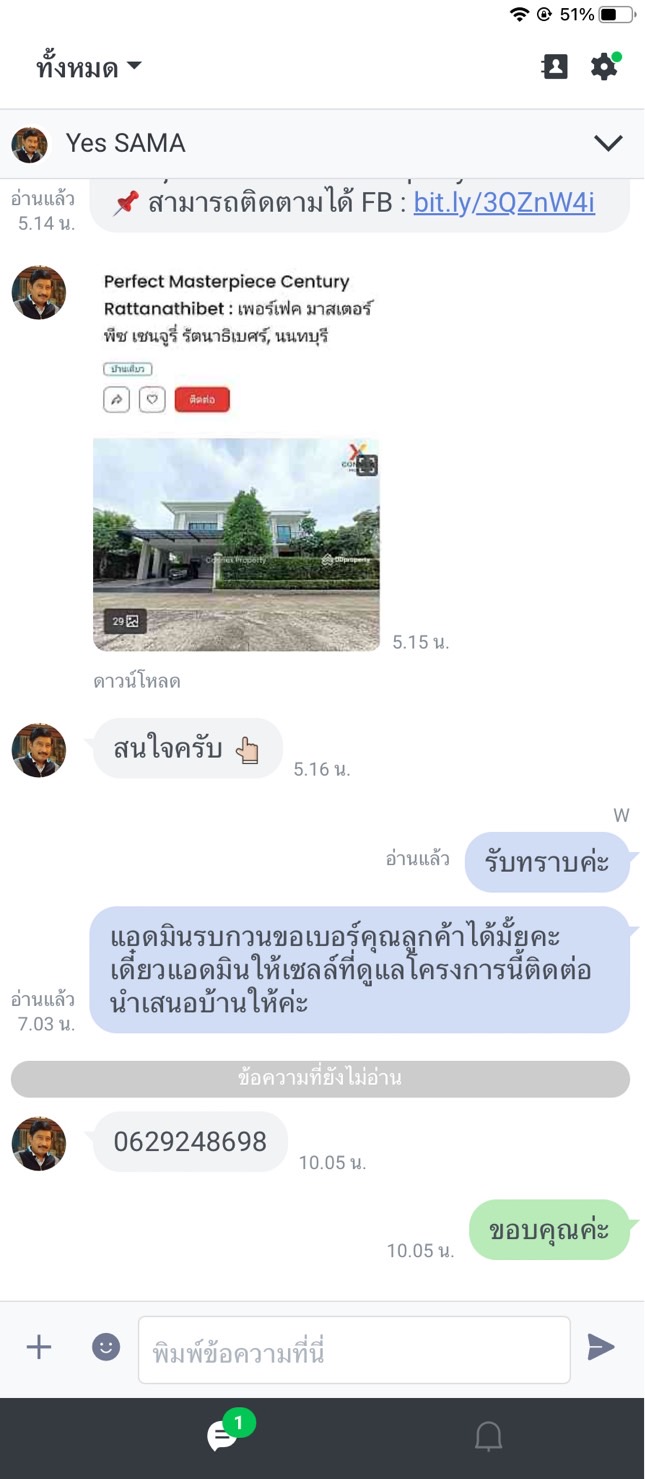 51%
ทั้งหมด
Yes SAMA
อ่านแล้ว
5.14 น.
สามารถติดตามได้ FB : bit.ly/3QZnW4i
Perfect Masterpiece Century
Rattanathibet : เพอร์เฟค มาสเตอร์
พีซ เซนจูรี่ รัตนาธิเบศร์, นนทบุรี
บ้านเดี่ยว
ติดต่อ
Connex Property
DDproperty
29
5.15 น.
ดาวน์โหลด
สนใจครับ 👆
5.16 น.
W
อ่านแล้ว
รับทราบค่ะ
แอดมินรบกวนขอเบอร์คุณลูกค้าได้มั้ยคะ
เดี๋ยวแอดมินให้เซลล์ที่ดูแลโครงการนี้ติดต่อ
นำเสนอบ้านให้ค่ะ
อ่านแล้ว
7.03 น.
ข้อความที่ยังไม่อ่าน
0629248698
10.05 น.
ขอบคุณค่ะ
10.05 น.
พิมพ์ข้อความที่นี่
1